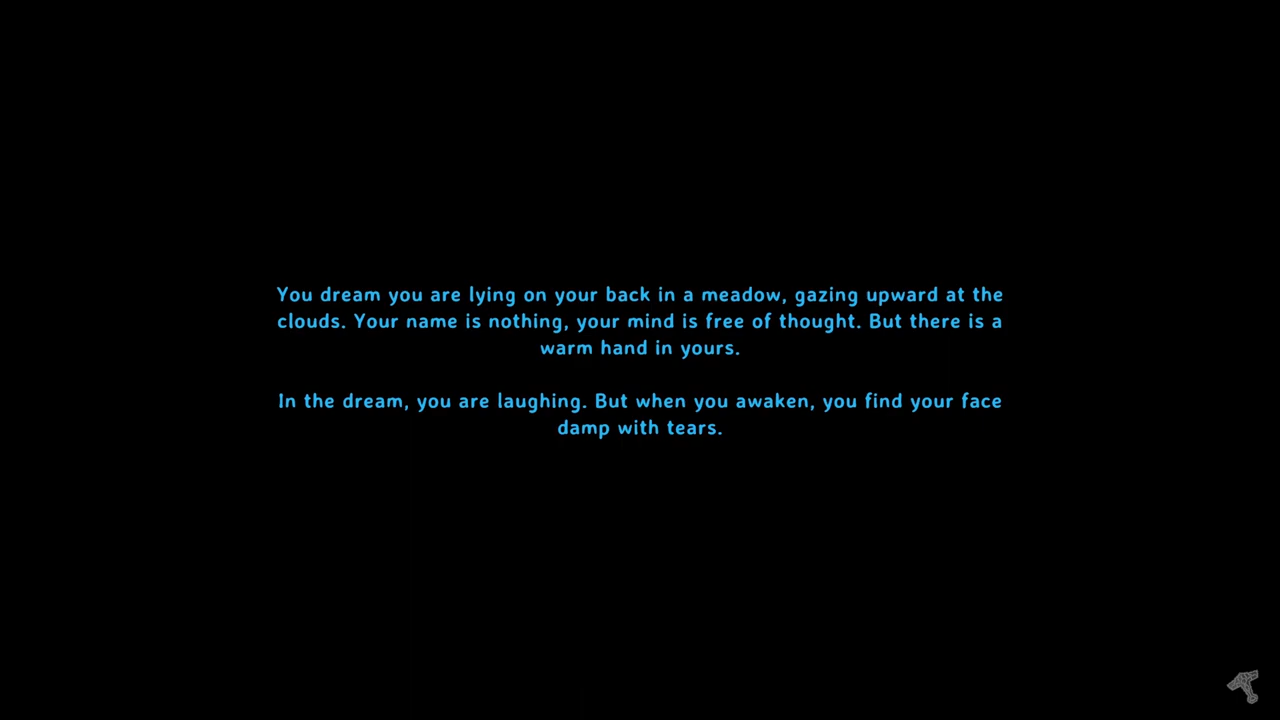 You dream you are lying on your back in a meadow, gazing upward at the
clouds. Your name is nothing, your mind is free of thought. But there is a
warm hand in yours.
In the dream, you are laughing. But when you awaken, you find your face
damp with tears.